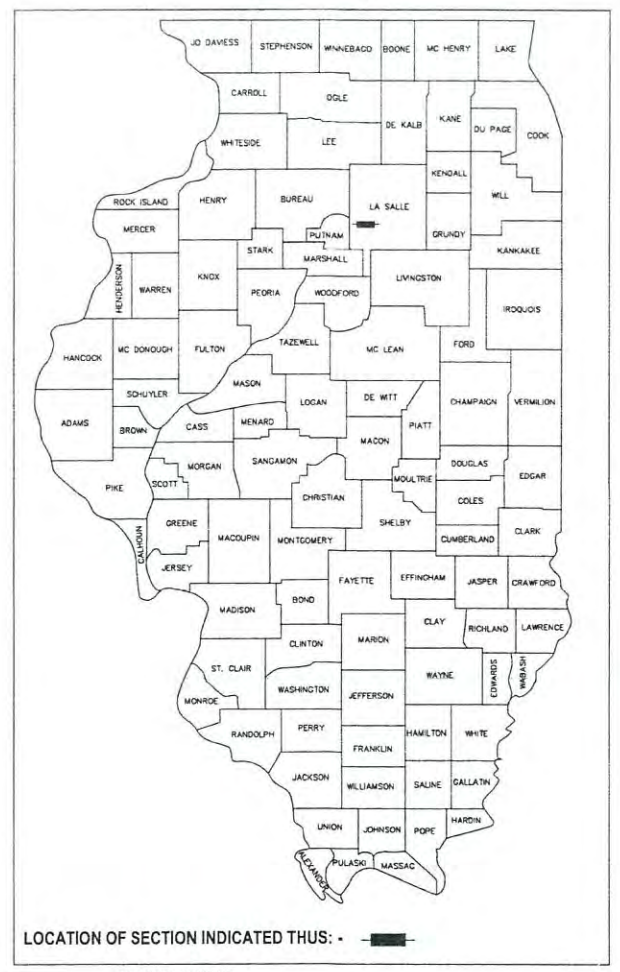 JO DAVIESS STEPHENSON WINNEBAGO BOONE MC HENRY LAKE
CARROLL OGLE DE KALB KANE DU PAGE COOK
WHITESIDE LEE KENDALL WILL
ROCK ISLAND HENRY BUREAU LA SALLE GRUNDY
MERCER PUTNAM KANKAKEE
STARK MARSHALL
HENDERSON WARREN KNOX PEORIA WOODFORD LIVINGSTON IROQUOIS
HANCOCK MC DONOUGH FULTON TAZEWELL MC LEAN FORD
MASON
SCHUYLER LOGAN DE WITT CHAMPAIGN VERMILION
ADAMS BROWN CASS MENARD MACON PIATT
PIKE SCOTT MORGAN SANGAMON MOULTRIE DOUGLAS EDGAR
CHRISTIAN COLES
CALHOUN GREENE MACOUPIN MONTGOMERY SHELBY CUMBERLAND CLARK
JERSEY FAYETTE EFFINGHAM JASPER CRAWFORD
MADISON BOND
CLINTON MARION CLAY RICHLAND LAWRENCE
ST. CLAIR WAYNE EDWARDS WABASH
MONROE WASHINGTON JEFFERSON
RANDOLPH PERRY FRANKLIN HAMILTON WHITE
JACKSON WILLIAMSON SALINE GALLATIN
UNION JOHNSON POPE HARDIN
ALEXANDER PULASKI MASSAC
LOCATION OF SECTION INDICATED THUS: -